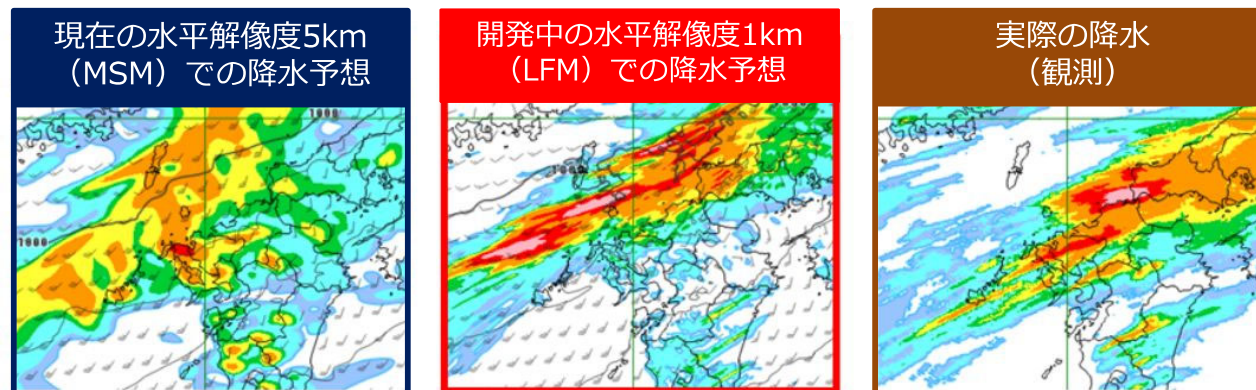 現在の水平解像度5km
（MSM）での降水予想
開発中の水平解像度1km
（LFM）での降水予想
実際の降水
（観測）
1000
1000